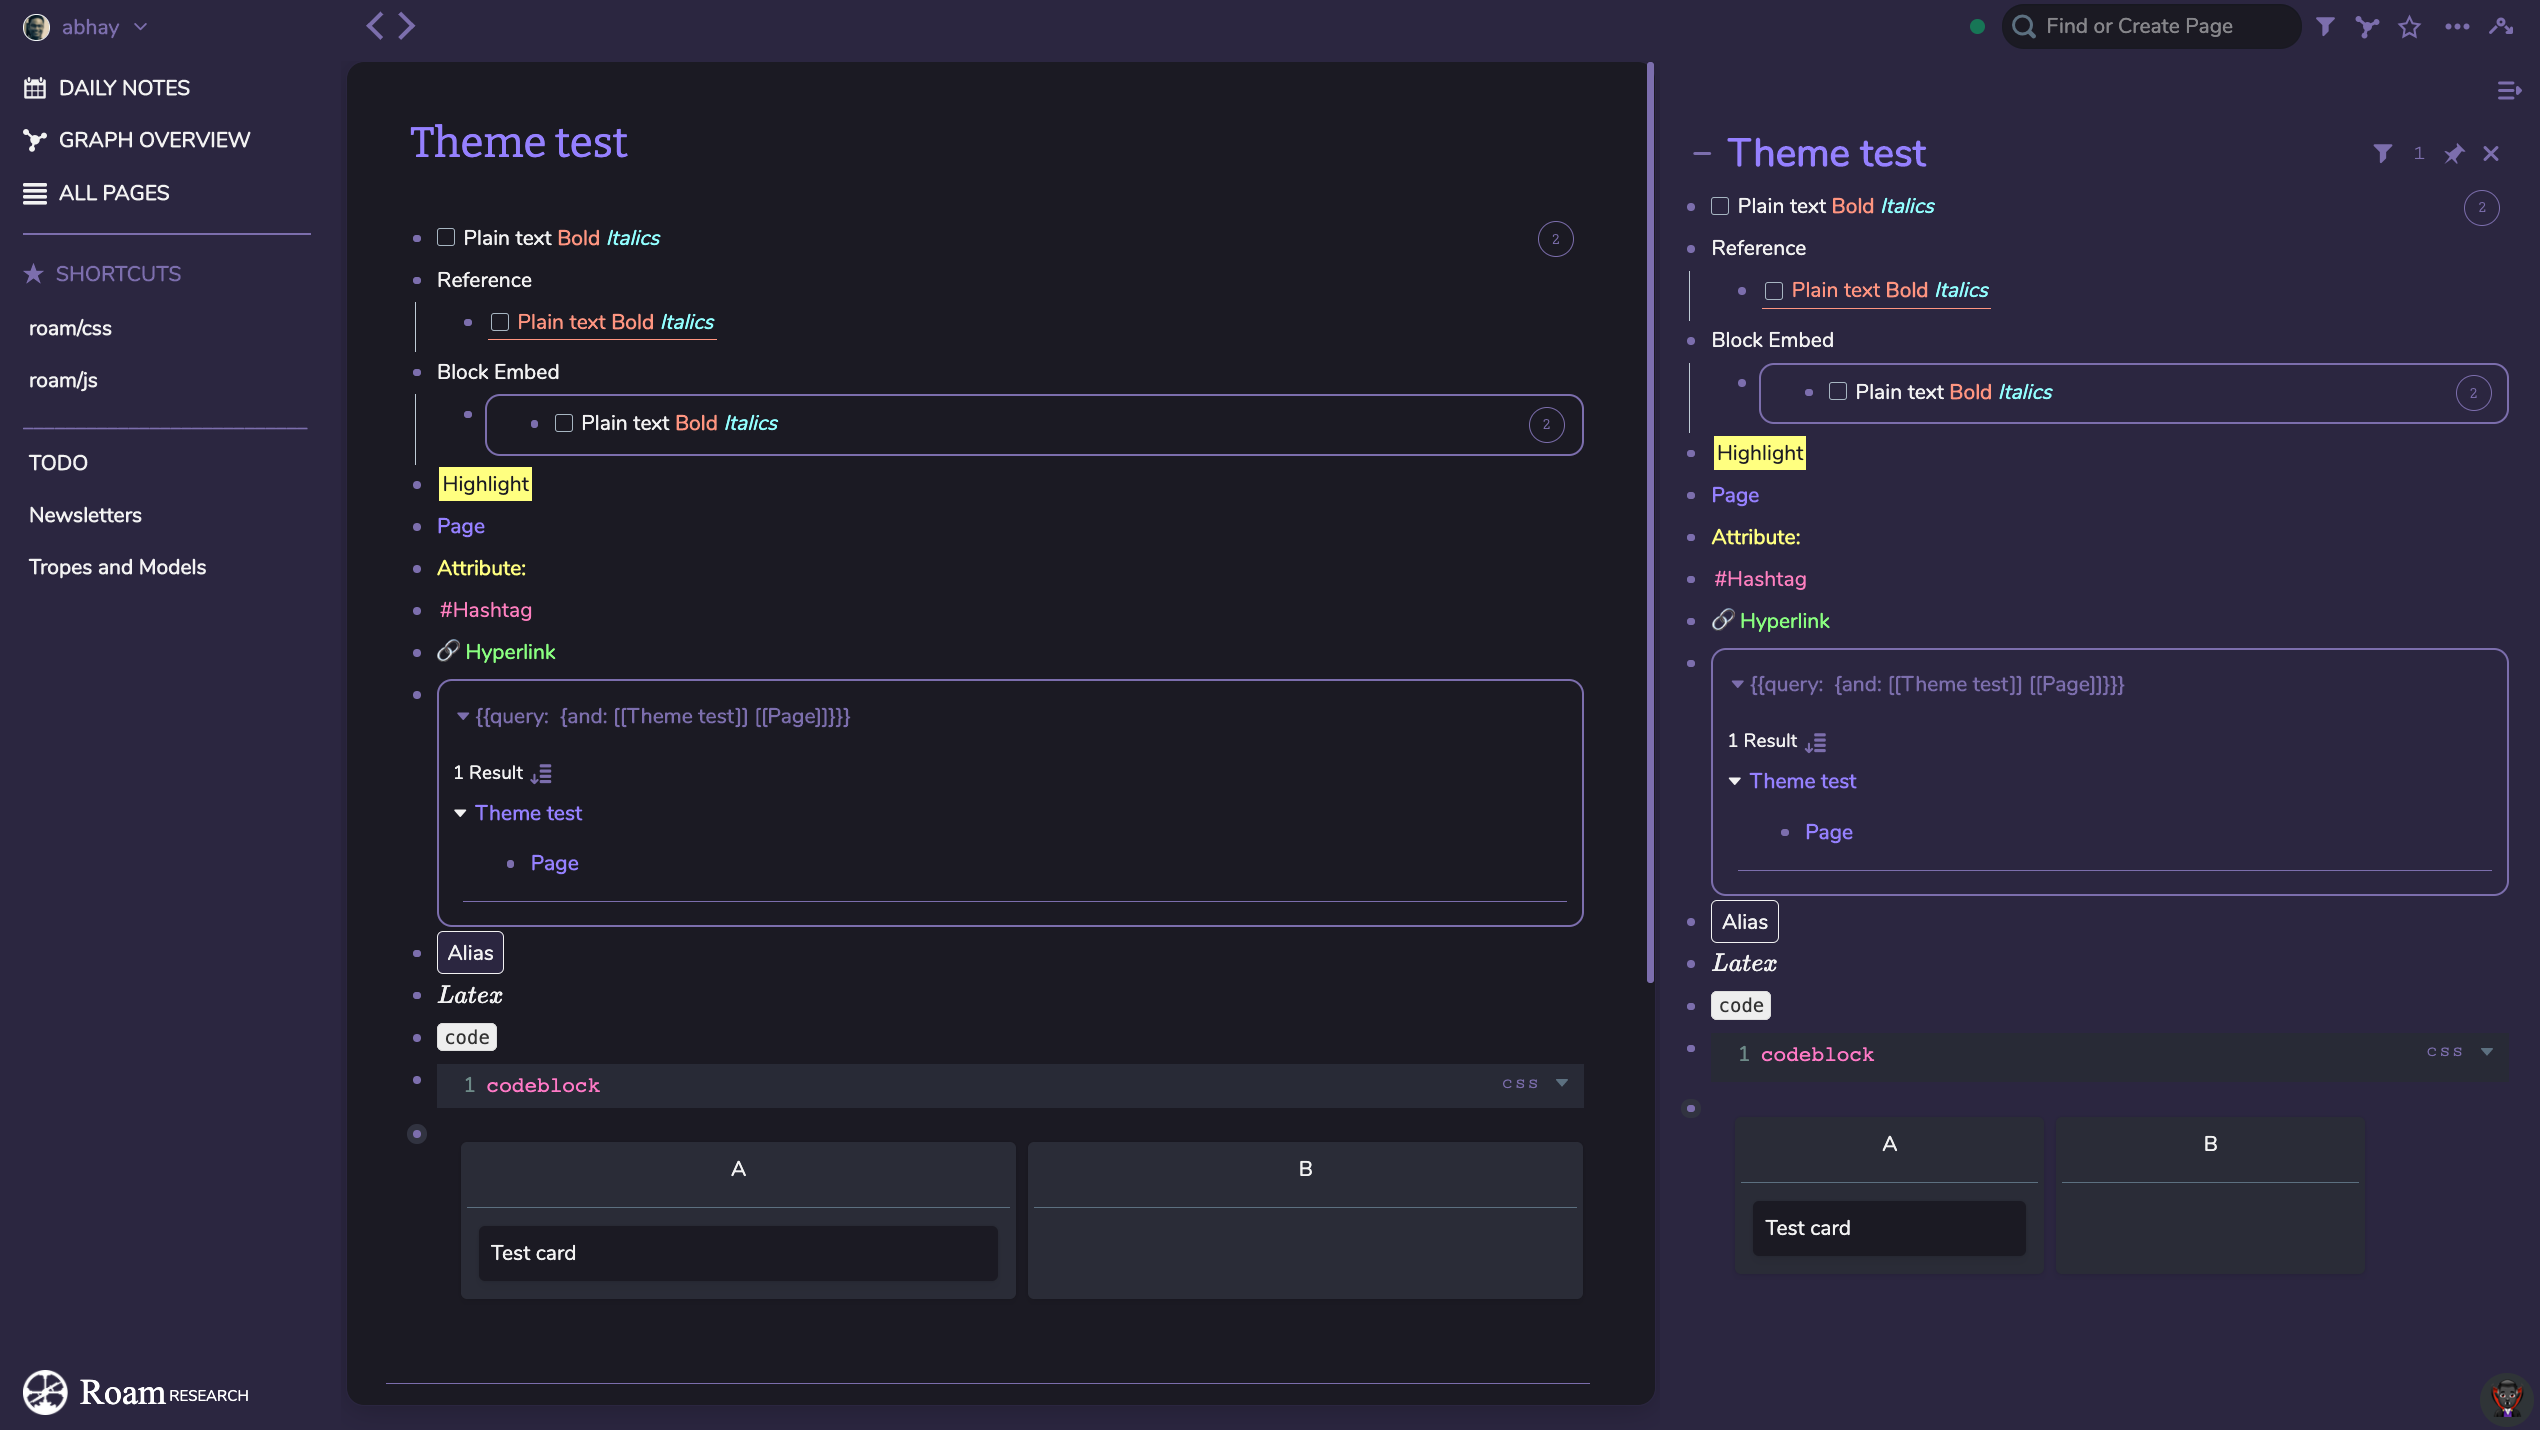 abhay
Find or Create Page
DAILY NOTES
GRAPH OVERVIEW
ALL PAGES
SHORTCUTS
roam/css
roam/js
TODO
Newsletters
Tropes and Models
Roam RESEARCH
Theme test
Plain text Bold Italics
2
Reference
Plain text Bold Italics
Block Embed
Plain text Bold Italics
2
Highlight
Page
Attribute:
#Hashtag
Hyperlink
{{query: {and: [[Theme test]] [[Page]]}}}
1 Result
Theme test
Page
Alias
Latex
code
1 codeblock
css
A
B
Test card
Theme test
1
Plain text Bold Italics
2
Reference
Plain text Bold Italics
Block Embed
Plain text Bold Italics
2
Highlight
Page
Attribute:
#Hashtag
Hyperlink
{{query: {and: [[Theme test]] [[Page]]}}}
1 Result
Theme test
Page
Alias
Latex
code
1 codeblock
css
A
B
Test card